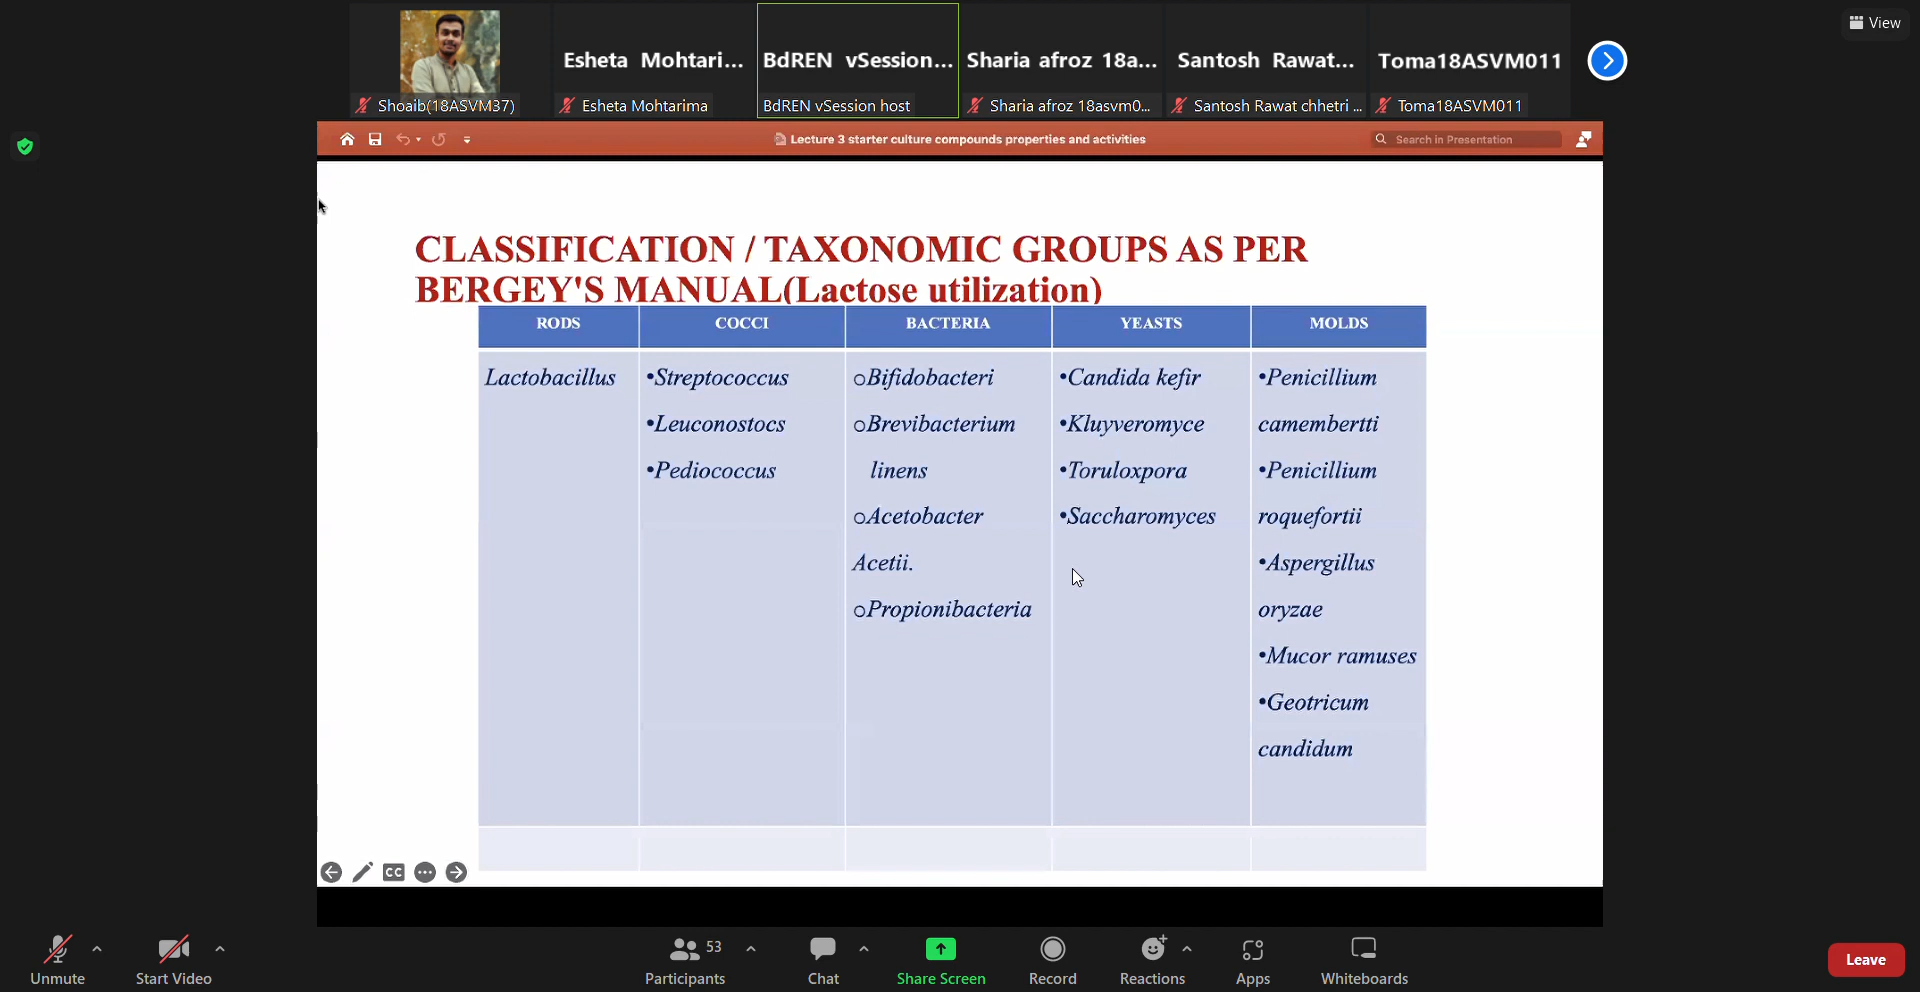 View
Esheta Mohtari...
BdREN vSession...
Sharia afroz 18a...
Santosh Rawat...
Toma18ASVM011
Shoaib(18ASVM37)
Esheta Mohtarima
BdREN vSession host
Sharia afroz 18asvm0...
Santosh Rawat chhetri ...
Toma18ASVM011
Lecture 3 starter culture compounds properties and activities
Search in Presentation
CLASSIFICATION / TAXONOMIC GROUPS AS PER
BERGEY'S MANUAL(Lactose utilization)
RODS
COCCI
BACTERIA
YEASTS
MOLDS
Lactobacillus
•Streptococcus
•Leuconostocs
•Pediococcus
oBifidobacteri
oBrevibacterium
linens
oAcetobacter
Acetii.
oPropionibacteria
•Candida kefir
•Kluyveromyce
•Toruloxpora
•Saccharomyces
•Penicillium
camembertti
•Penicillium
roquefortii
•Aspergillus
oryzae
•Mucor ramuses
•Geotricum
candidum
CC
Unmute
Start Video
53
Participants
Chat
Share Screen
Record
Reactions
Apps
Whiteboards
Leave